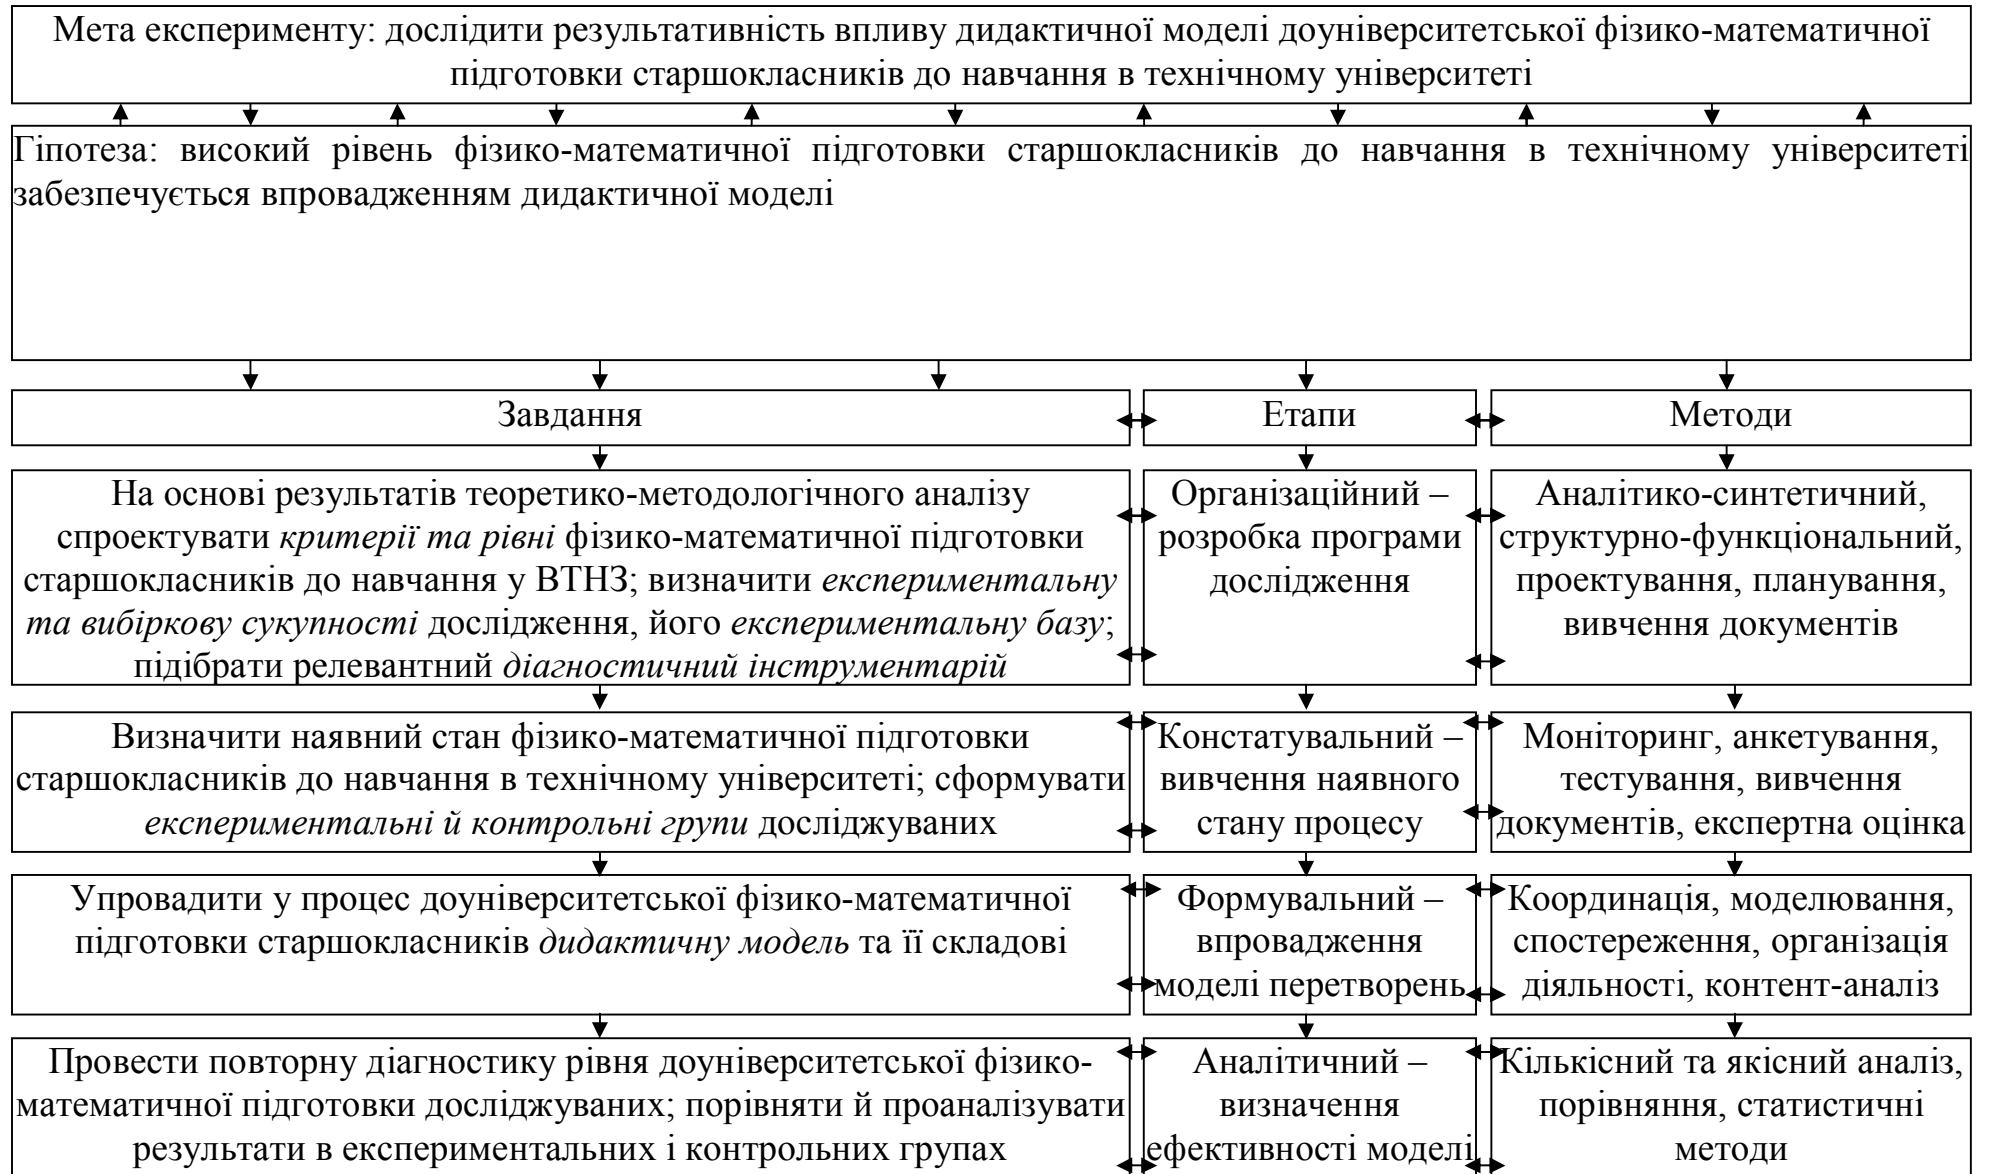 Мета експерименту: дослідити результативність впливу дидактичної моделі доуніверситетської фізико-математичної
підготовки старшокласників до навчання в технічному університеті
Гіпотеза: високий рівень фізико-математичної підготовки старшокласників до навчання в технічному університеті
забезпечується впровадженням дидактичної моделі
Завдання
Етапи
Методи
На основі результатів теоретико-методологічного аналізу
спроектувати критерії та рівні фізико-математичної підготовки
старшокласників до навчання у ВТНЗ; визначити експериментальну
та вибіркову сукупності дослідження, його експериментальну базу;
підібрати релевантний діагностичний інструментарій
Організаційний –
розробка програми
дослідження
Аналітико-синтетичний,
структурно-функціональний,
проектування, планування,
вивчення документів
Визначити наявний стан фізико-математичної підготовки
старшокласників до навчання в технічному університеті; сформувати
експериментальні й контрольні групи досліджуваних
Констатувальний –
вивчення наявного
стану процесу
Моніторинг, анкетування,
тестування, вивчення
документів, експертна оцінка
Упровадити у процес доуніверситетської фізико-математичної
підготовки старшокласників дидактичну модель та її складові
Формувальний –
впровадження
моделі перетворень
Координація, моделювання,
спостереження, організація
діяльності, контент-аналіз
Провести повторну діагностику рівня доуніверситетської фізико-
математичної підготовки досліджуваних; порівняти й проаналізувати
результати в експериментальних і контрольних групах
Аналітичний –
визначення
ефективності моделі
Кількісний та якісний аналіз,
порівняння, статистичні
методи